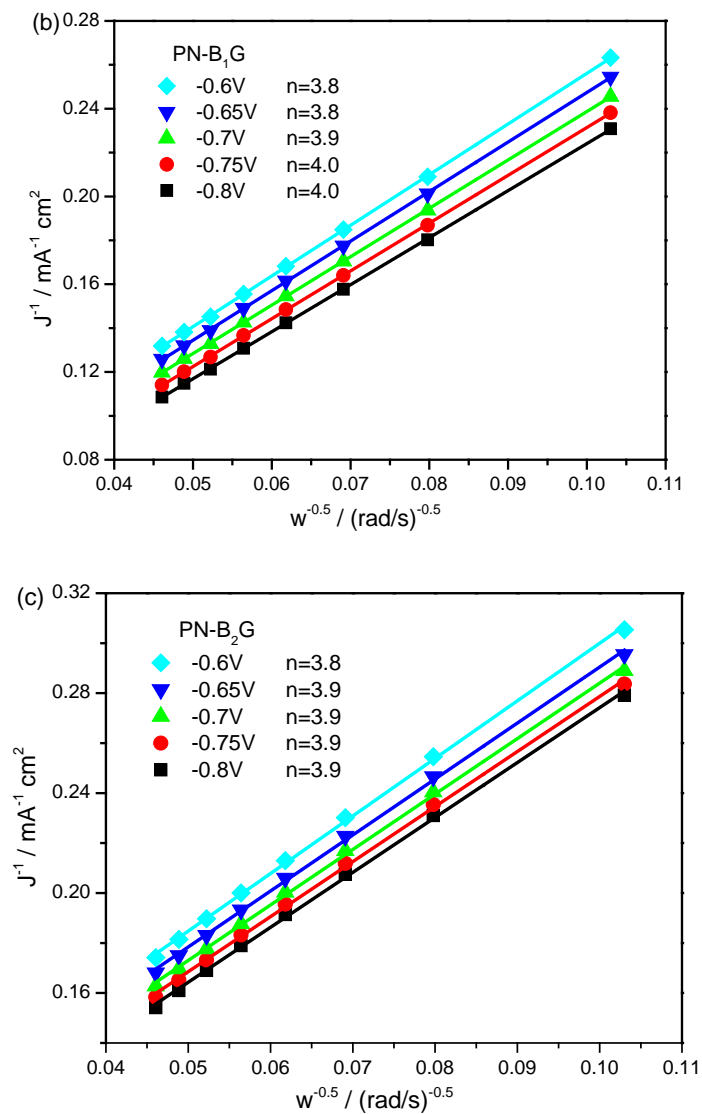 (b)
PN-B₁G
-0.6V n=3.8
-0.65V n=3.8
-0.7V n=3.9
-0.75V n=4.0
-0.8V n=4.0
J⁻¹ / mA⁻¹ cm²
0.28
0.24
0.20
0.16
0.12
0.08
0.04 0.05 0.06 0.07 0.08 0.09 0.10 0.11
w⁻⁰·⁵ / (rad/s)⁻⁰·⁵
(c)
PN-B₂G
-0.6V n=3.8
-0.65V n=3.9
-0.7V n=3.9
-0.75V n=3.9
-0.8V n=3.9
J⁻¹ / mA⁻¹ cm²
0.32
0.28
0.24
0.20
0.16
0.04 0.05 0.06 0.07 0.08 0.09 0.10 0.11
w⁻⁰·⁵ / (rad/s)⁻⁰·⁵